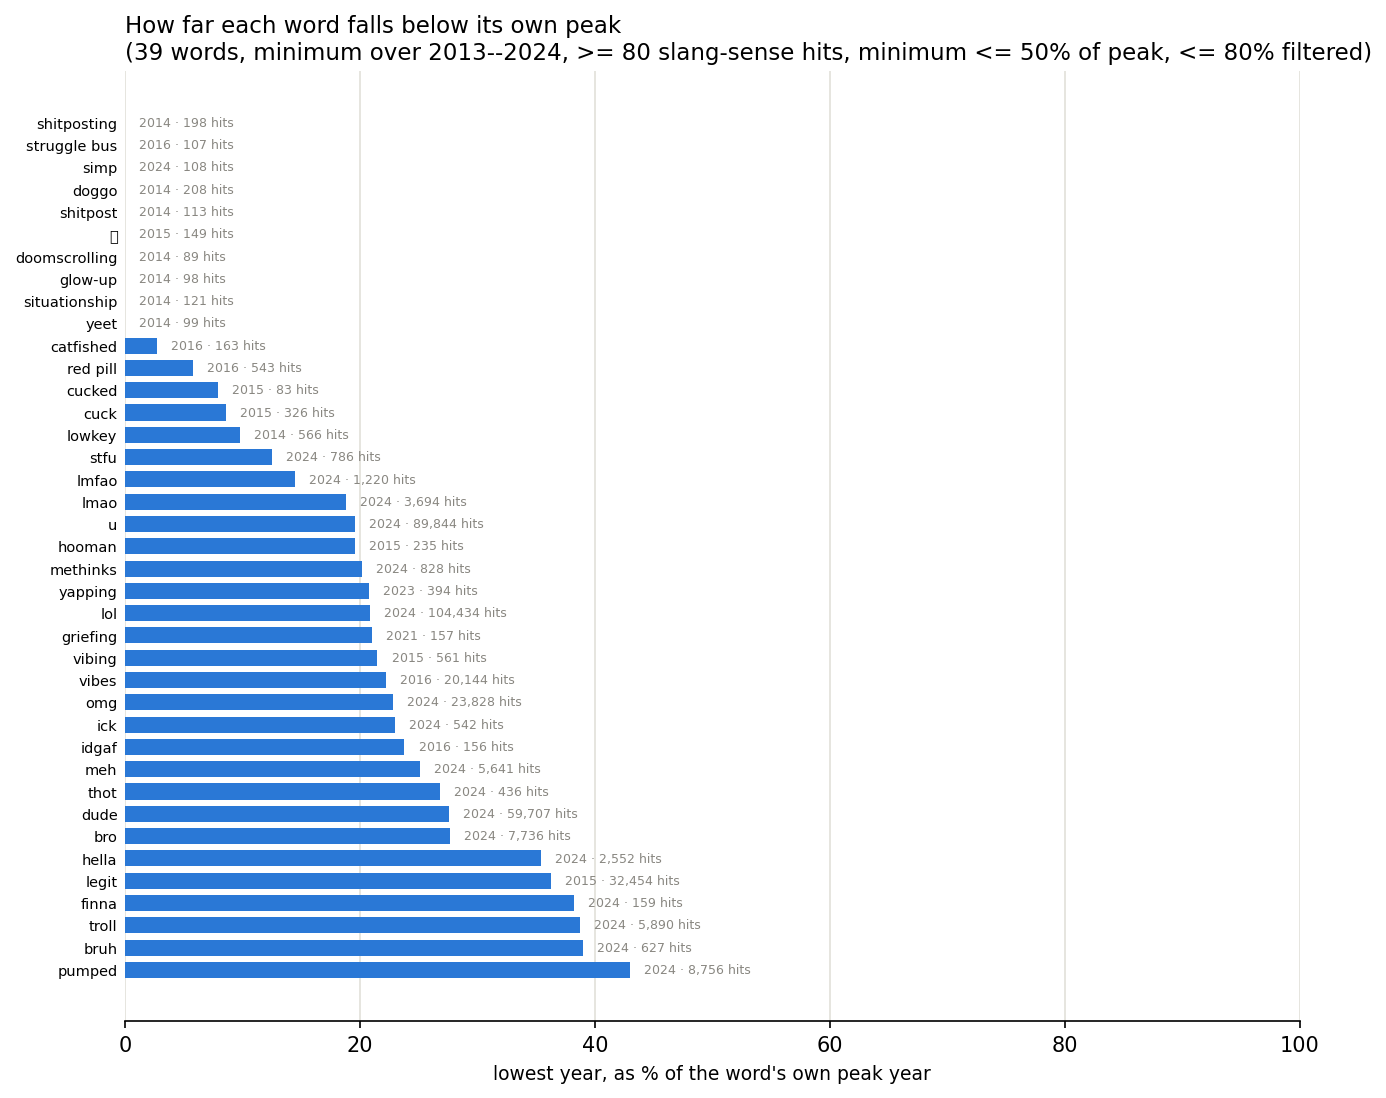 How far each word falls below its own peak
(39 words, minimum over 2013--2024, >= 80 slang-sense hits, minimum <= 50% of peak, <= 80% filtered)
shitposting 2014 · 198 hits
struggle bus 2016 · 107 hits
simp 2024 · 108 hits
doggo 2014 · 208 hits
shitpost 2014 · 113 hits
2015 · 149 hits
doomscrolling 2014 · 89 hits
glow-up 2014 · 98 hits
situationship 2014 · 121 hits
yeet 2014 · 99 hits
catfished 2016 · 163 hits
red pill 2016 · 543 hits
cucked 2015 · 83 hits
cuck 2015 · 326 hits
lowkey 2014 · 566 hits
stfu 2024 · 786 hits
lmfao 2024 · 1,220 hits
lmao 2024 · 3,694 hits
u 2024 · 89,844 hits
hooman 2015 · 235 hits
methinks 2024 · 828 hits
yapping 2023 · 394 hits
lol 2024 · 104,434 hits
griefing 2021 · 157 hits
vibing 2015 · 561 hits
vibes 2016 · 20,144 hits
omg 2024 · 23,828 hits
ick 2024 · 542 hits
idgaf 2016 · 156 hits
meh 2024 · 5,641 hits
thot 2024 · 436 hits
dude 2024 · 59,707 hits
bro 2024 · 7,736 hits
hella 2024 · 2,552 hits
legit 2015 · 32,454 hits
finna 2024 · 159 hits
troll 2024 · 5,890 hits
bruh 2024 · 627 hits
pumped 2024 · 8,756 hits
0 20 40 60 80 100
lowest year, as % of the word's own peak year